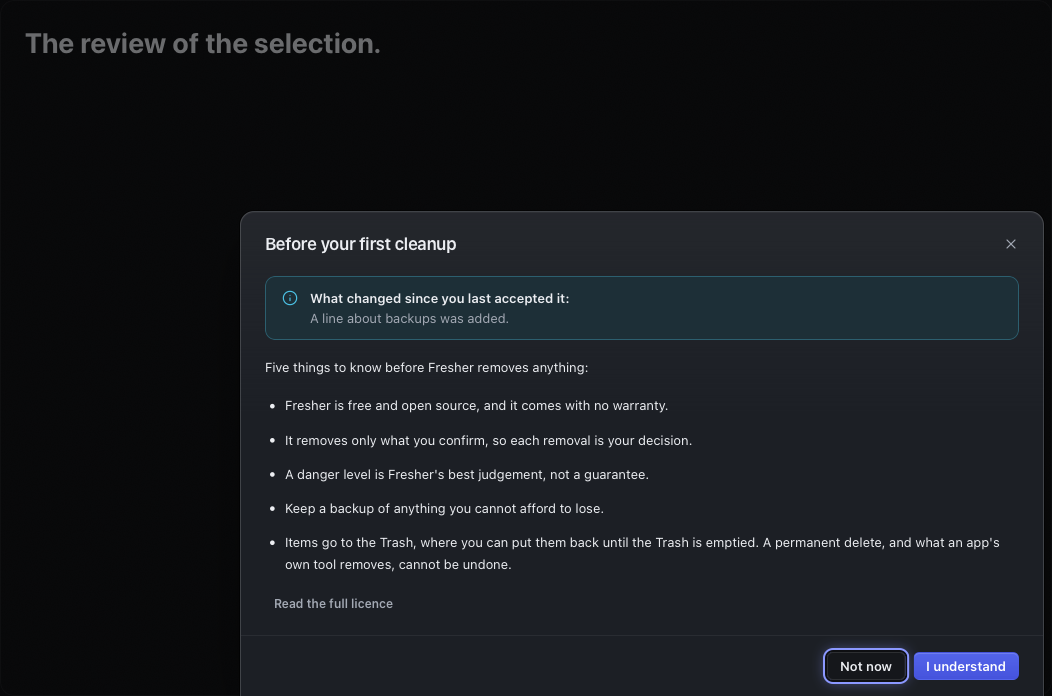 The review of the selection.
Before your first cleanup
What changed since you last accepted it:
A line about backups was added.
Five things to know before Fresher removes anything:
Fresher is free and open source, and it comes with no warranty.
It removes only what you confirm, so each removal is your decision.
A danger level is Fresher's best judgement, not a guarantee.
Keep a backup of anything you cannot afford to lose.
Items go to the Trash, where you can put them back until the Trash is emptied. A permanent delete, and what an app's
own tool removes, cannot be undone.
Read the full licence
Not now
I understand